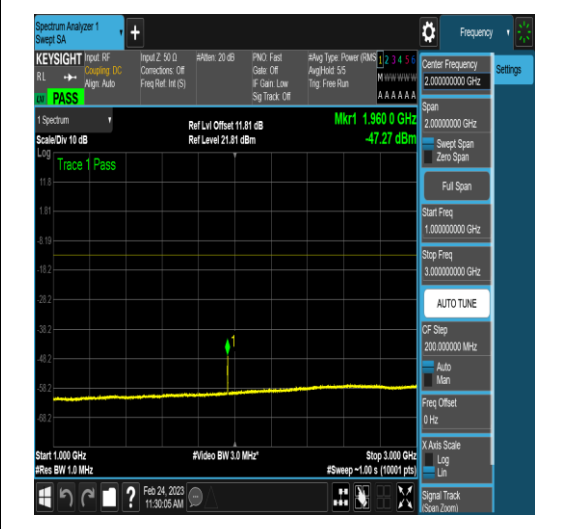 Spectrum Analyzer 1
Swept SA
+
Frequency
KEYSIGHT
Input: RF
Coupling: DC
Align: Auto
Input Z: 50 Ω
Corrections: Off
Freq Ref: Int (S)
#Atten: 20 dB
PNO: Fast
Gate: Off
IF Gain: Low
Sig Track: Off
#Avg Type: Power (RMS
Avg|Hold: 5/5
Trig: Free Run
1 2 3 4 5 6
M w w w w w
A A A A A A
RL
PASS
Center Frequency
2.000000000 GHz
Settings
Span
2.00000000 GHz
Swept Span
Zero Span
Full Span
Start Freq
1.000000000 GHz
Stop Freq
3.000000000 GHz
AUTO TUNE
CF Step
200.000000 MHz
Auto
Man
Freq Offset
0 Hz
X Axis Scale
Log
Lin
Signal Track
(Span Zoom)
1 Spectrum
Scale/Div 10 dB
Ref Lvl Offset 11.81 dB
Ref Level 21.81 dBm
Mkr1 1.960 0 GHz
-47.27 dBm
Log
Trace 1 Pass
11.8
1.81
-8.19
-18.2
-28.2
-38.2
-48.2
-58.2
-68.2
1
Start 1.000 GHz
#Video BW 3.0 MHz*
Stop 3.000 GHz
#Res BW 1.0 MHz
#Sweep ~1.00 s (10001 pts)
?
Feb 24, 2023
11:30:05 AM